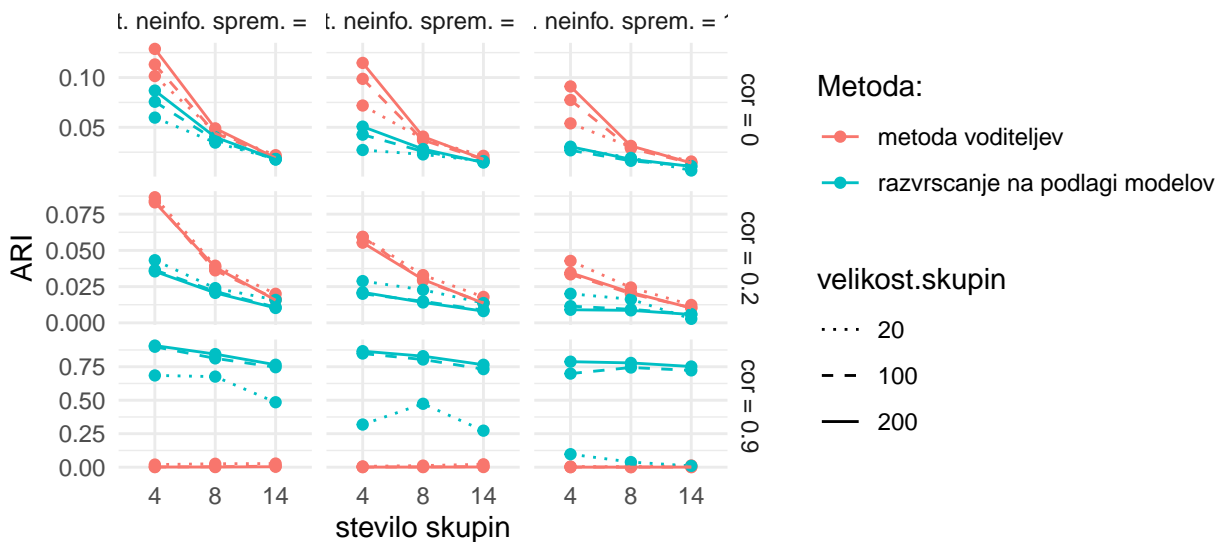 t. neinfo. sprem. =
t. neinfo. sprem. =
. neinfo. sprem. =
0.10
0.05
cor = 0
0.075
0.050
0.025
0.000
cor = 0.2
0.75
0.50
0.25
0.00
cor = 0.9
ARI
4 8 14
4 8 14
4 8 14
stevilo skupin
Metoda:
metoda voditeljev
razvrscanje na podlagi modelov
velikost.skupin
20
100
200